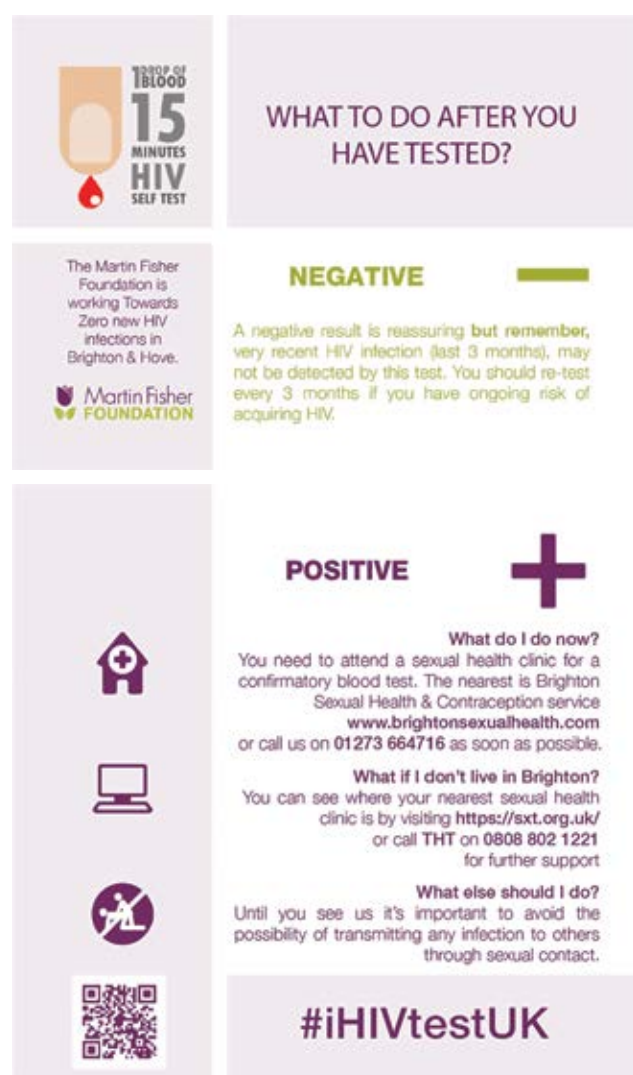 1 DROP OF
BLOOD
15
MINUTES
HIV
SELF TEST
WHAT TO DO AFTER YOU
HAVE TESTED?
The Martin Fisher
Foundation is
working Towards
Zero new HIV
infections in
Brighton & Hove.
Martin Fisher
FOUNDATION
NEGATIVE
A negative result is reassuring but remember,
very recent HIV infection (last 3 months), may
not be detected by this test. You should re-test
every 3 months if you have ongoing risk of
acquiring HIV.
POSITIVE
What do I do now?
You need to attend a sexual health clinic for a
confirmatory blood test. The nearest is Brighton
Sexual Health & Contraception service
www.brightonsexualhealth.com
or call us on 01273 664716 as soon as possible.
What if I don't live in Brighton?
You can see where your nearest sexual health
clinic is by visiting https://sxt.org.uk/
or call THT on 0808 802 1221
for further support
What else should I do?
Until you see us it's important to avoid the
possibility of transmitting any infection to others
through sexual contact.
#iHIVtestUK